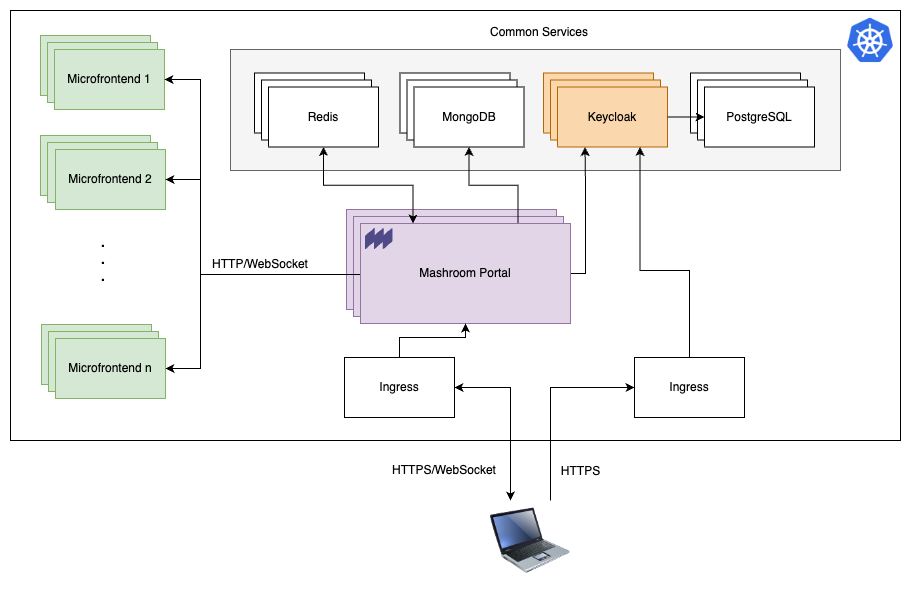 Common Services
Microfrontend 1
Redis
MongoDB
Keycloak
PostgreSQL
Microfrontend 2
.
.
.
HTTP/WebSocket
Mashroom Portal
Microfrontend n
Ingress
Ingress
HTTPS/WebSocket
HTTPS